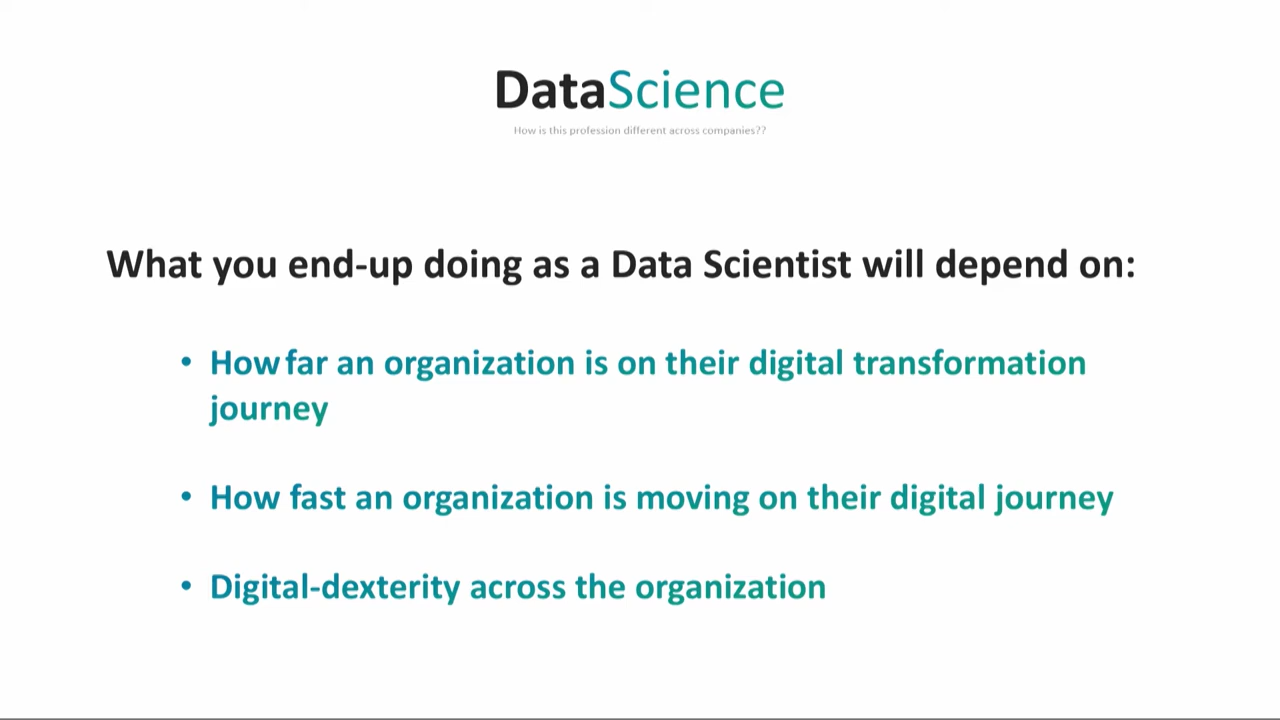 DataScience
How is this profession different across companies??
What you end-up doing as a Data Scientist will depend on:
• How far an organization is on their digital transformation
journey
• How fast an organization is moving on their digital journey
• Digital-dexterity across the organization